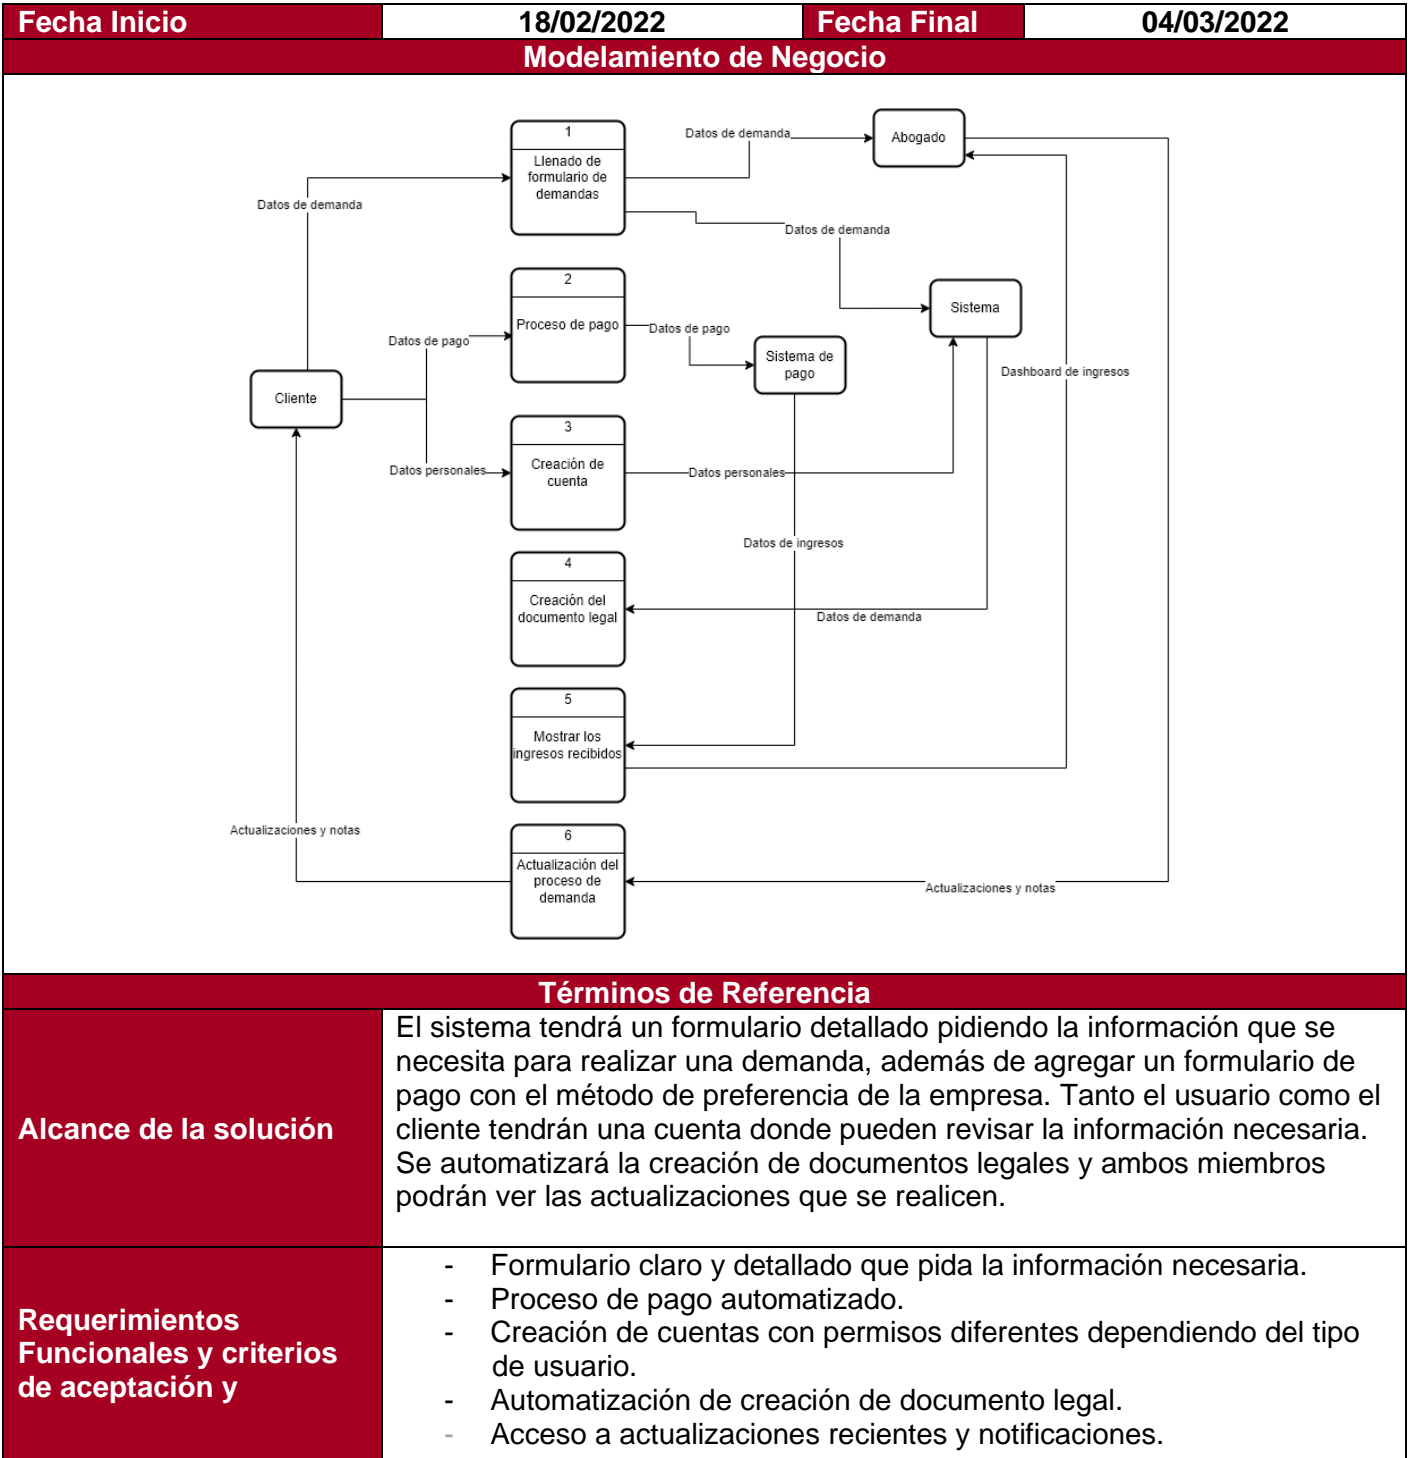 Fecha Inicio 18/02/2022 Fecha Final 04/03/2022
Modelamiento de Negocio
1
Llenado de
formulario de
demandas
Datos de demanda
Abogado
Datos de demanda
Datos de demanda
2
Proceso de pago
Sistema
Datos de pago
Datos de pago
Sistema de
pago
Dashboard de ingresos
Cliente
3
Creación de
cuenta
Datos personales
Datos personales
Datos de ingresos
4
Creación del
documento legal
Datos de demanda
5
Mostrar los
ingresos recibidos
Actualizaciones y notas
6
Actualización del
proceso de
demanda
Actualizaciones y notas
Términos de Referencia
Alcance de la solución
El sistema tendrá un formulario detallado pidiendo la información que se
necesita para realizar una demanda, además de agregar un formulario de
pago con el método de preferencia de la empresa. Tanto el usuario como el
cliente tendrán una cuenta donde pueden revisar la información necesaria.
Se automatizará la creación de documentos legales y ambos miembros
podrán ver las actualizaciones que se realicen.
Requerimientos
Funcionales y criterios
de aceptación y
- Formulario claro y detallado que pida la información necesaria.
- Proceso de pago automatizado.
- Creación de cuentas con permisos diferentes dependiendo del tipo
de usuario.
- Automatización de creación de documento legal.
- Acceso a actualizaciones recientes y notificaciones.